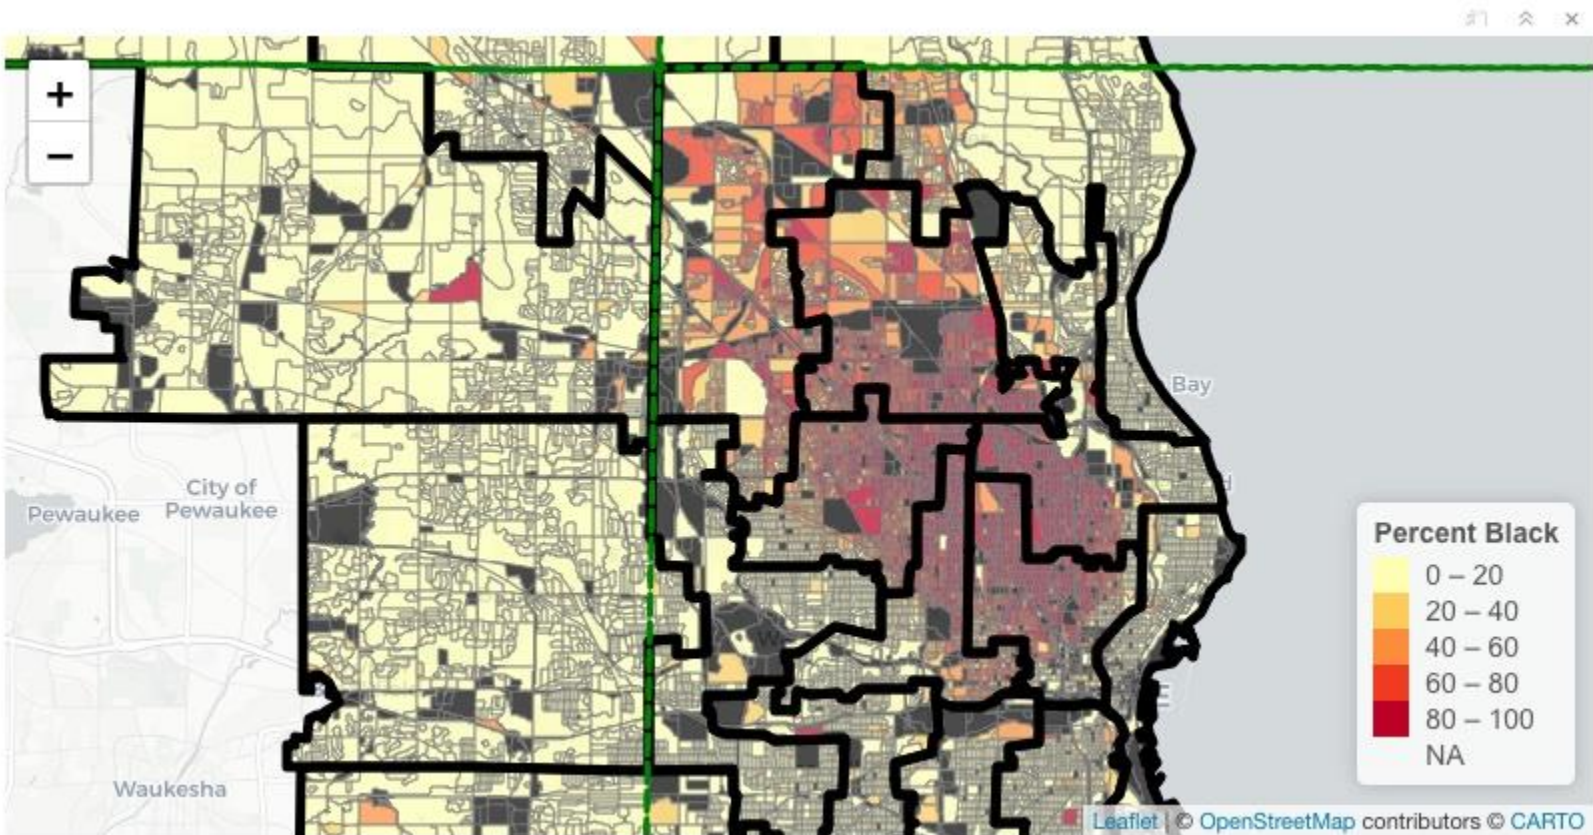 +
−
Bay
City of
Pewaukee
Pewaukee
Percent Black
0 – 20
20 – 40
40 – 60
60 – 80
80 – 100
NA
Waukesha
Leaflet | © OpenStreetMap contributors © CARTO